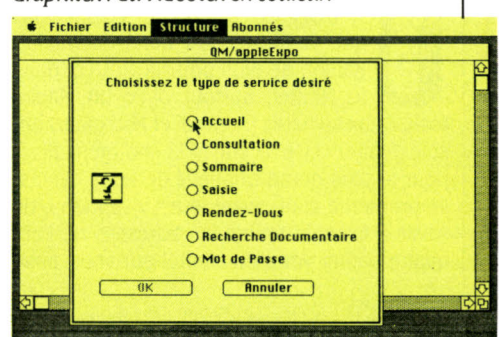 Fichier Edition Structure Abonnés
QM/appleExpo
Choisissez le type de service désiré
Accueil
Consultation
Sommaire
Saisie
Rendez-Vous
Recherche Documentaire
Mot de Passe
OK Annuler